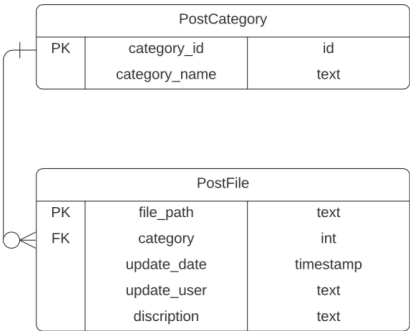 PostCategory
PK category_id id
category_name text
PostFile
PK file_path text
FK category int
update_date timestamp
update_user text
discription text